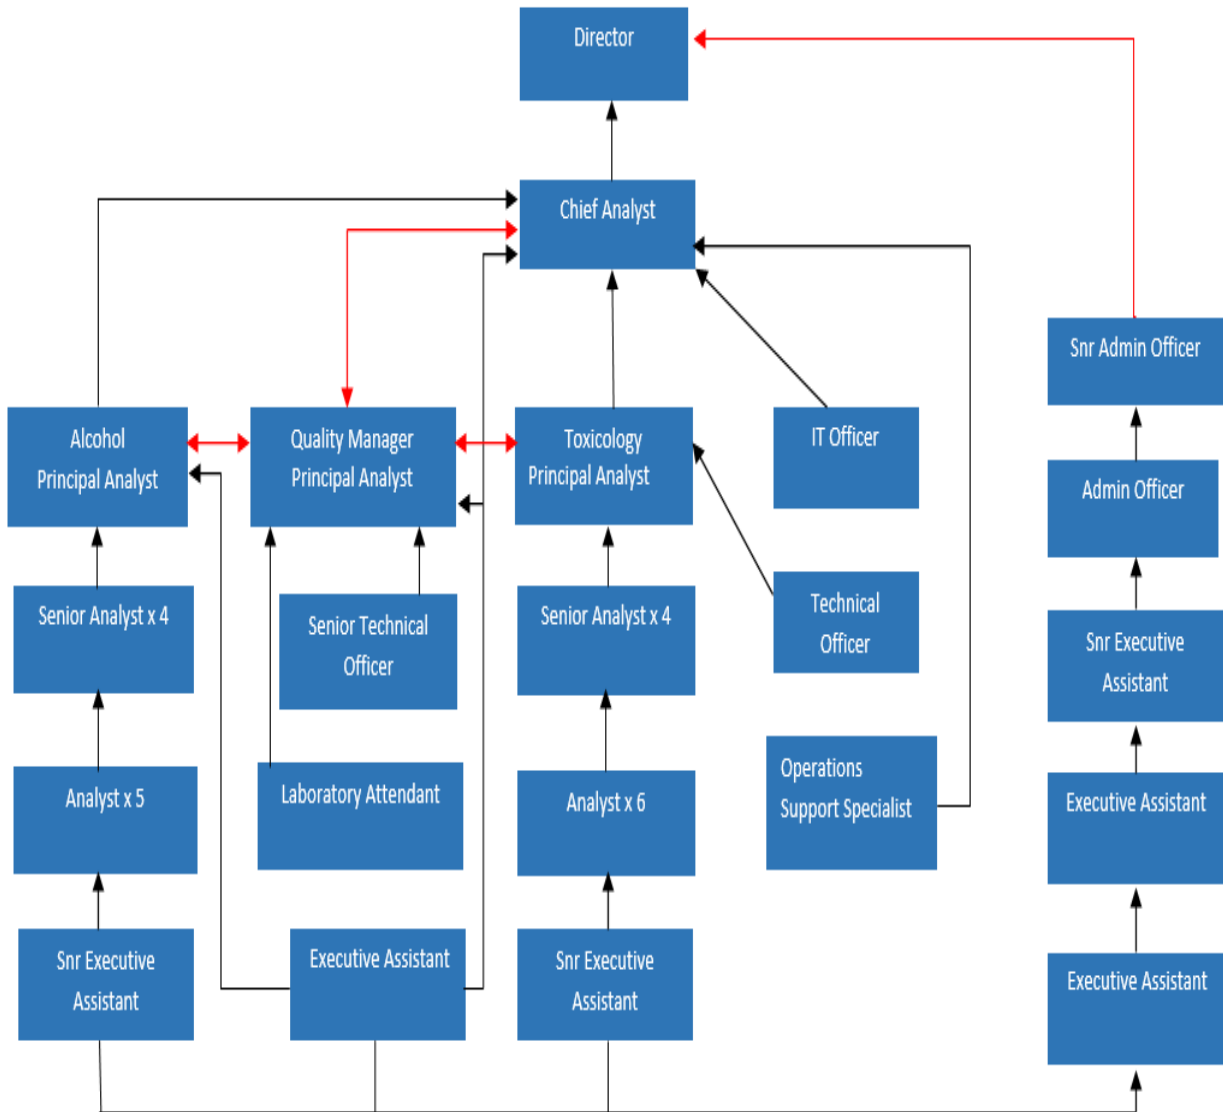 Director
Chief Analyst
Snr Admin Officer
Alcohol
Principal Analyst
Quality Manager
Principal Analyst
Toxicology
Principal Analyst
IT Officer
Admin Officer
Senior Analyst x 4
Senior Technical
Officer
Senior Analyst x 4
Technical
Officer
Snr Executive
Assistant
Analyst x 5
Laboratory Attendant
Analyst x 6
Operations
Support Specialist
Executive Assistant
Snr Executive
Assistant
Executive Assistant
Snr Executive
Assistant
Executive Assistant